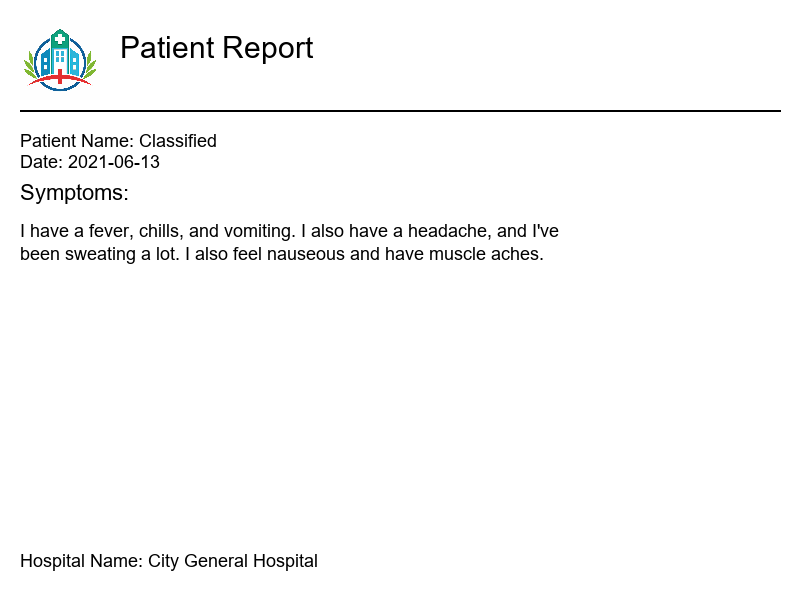 Patient Report
Patient Name: Classified
Date: 2021-06-13
Symptoms:
I have a fever, chills, and vomiting. I also have a headache, and I've
been sweating a lot. I also feel nauseous and have muscle aches.
Hospital Name: City General Hospital